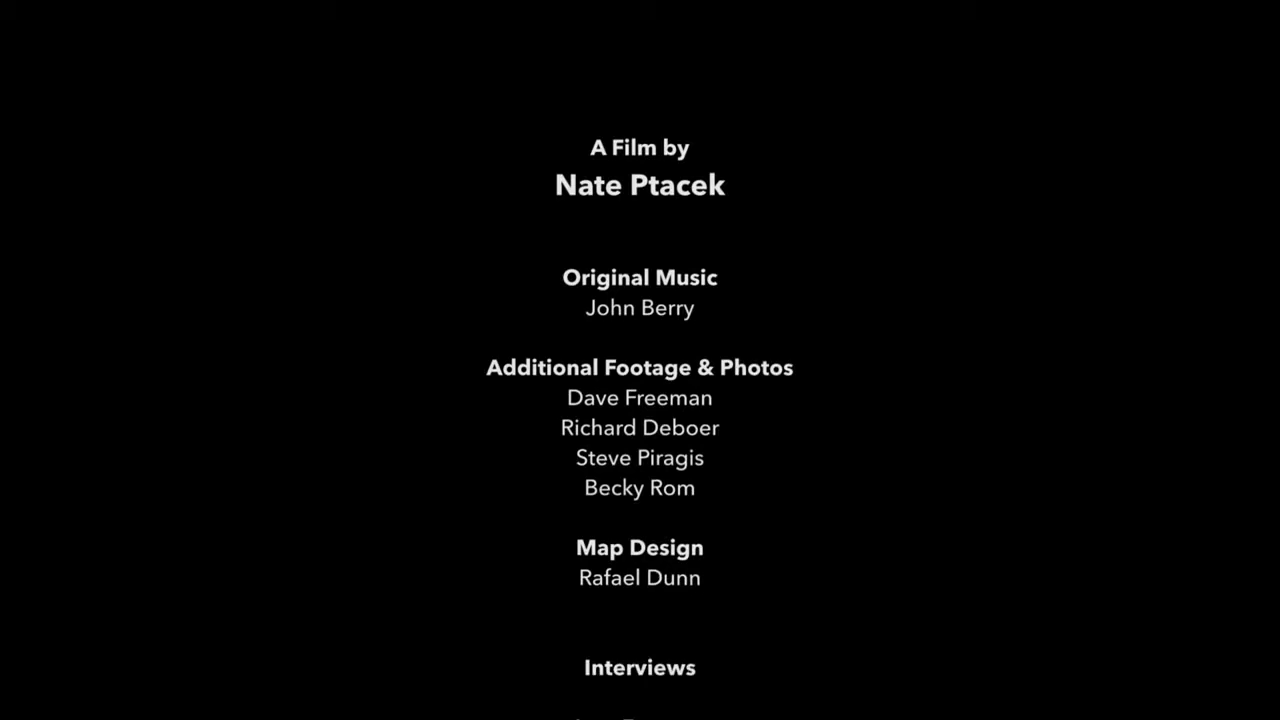 A Film by
Nate Ptacek
Original Music
John Berry
Additional Footage & Photos
Dave Freeman
Richard Deboer
Steve Piragis
Becky Rom
Map Design
Rafael Dunn
Interviews